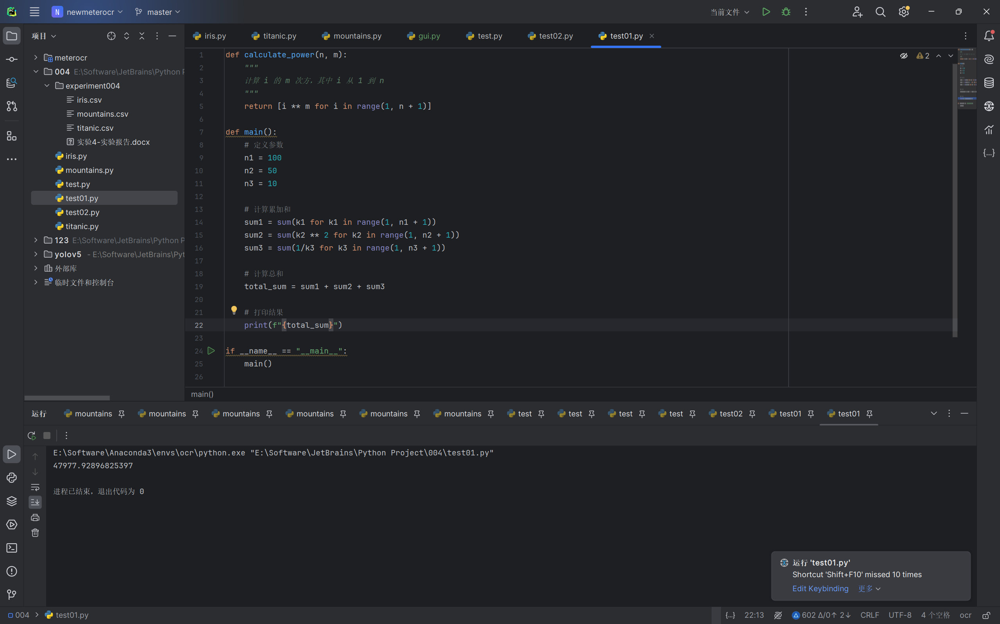 PC
N newmeterocr master 当前文件
项目
iris.py titanic.py mountains.py gui.py test.py test02.py test01.py
meterocr
004 E:\Software\JetBrains\Python P
experiment004
iris.csv
mountains.csv
titanic.csv
实验4-实验报告.docx
iris.py
mountains.py
test.py
test01.py
test02.py
titanic.py
123 E:\Software\JetBrains\Python P
yolov5 - E:\Software\JetBrains\Pyt
外部库
临时文件和控制台
2
1 def calculate_power(n, m):
2 """
3 计算 i 的 m 次方，其中 i 从 1 到 n
4 """
5 return [i ** m for i in range(1, n + 1)]
6
7 def main():
8 # 定义参数
9 n1 = 100
10 n2 = 50
11 n3 = 10
12
13 # 计算累加和
14 sum1 = sum(k1 for k1 in range(1, n1 + 1))
15 sum2 = sum(k2 ** 2 for k2 in range(1, n2 + 1))
16 sum3 = sum(1/k3 for k3 in range(1, n3 + 1))
17
18 # 计算总和
19 total_sum = sum1 + sum2 + sum3
20
21 # 打印结果
22 print(f"{total_sum}")
23
24 if __name__ == "__main__":
25 main()
26
main()
运行 mountains mountains mountains mountains mountains mountains test test test test test02 test01 test01
E:\Software\Anaconda3\envs\ocr\python.exe "E:\Software\JetBrains\Python Project\004\test01.py"
47977.92896825397
进程已结束，退出代码为 0
运行 'test01.py'
Shortcut 'Shift+F10' missed 10 times
Edit Keybinding 更多
004 > test01.py {...} 22:13 602 Δ/0↑ 2↓ CRLF UTF-8 4 个空格 ocr